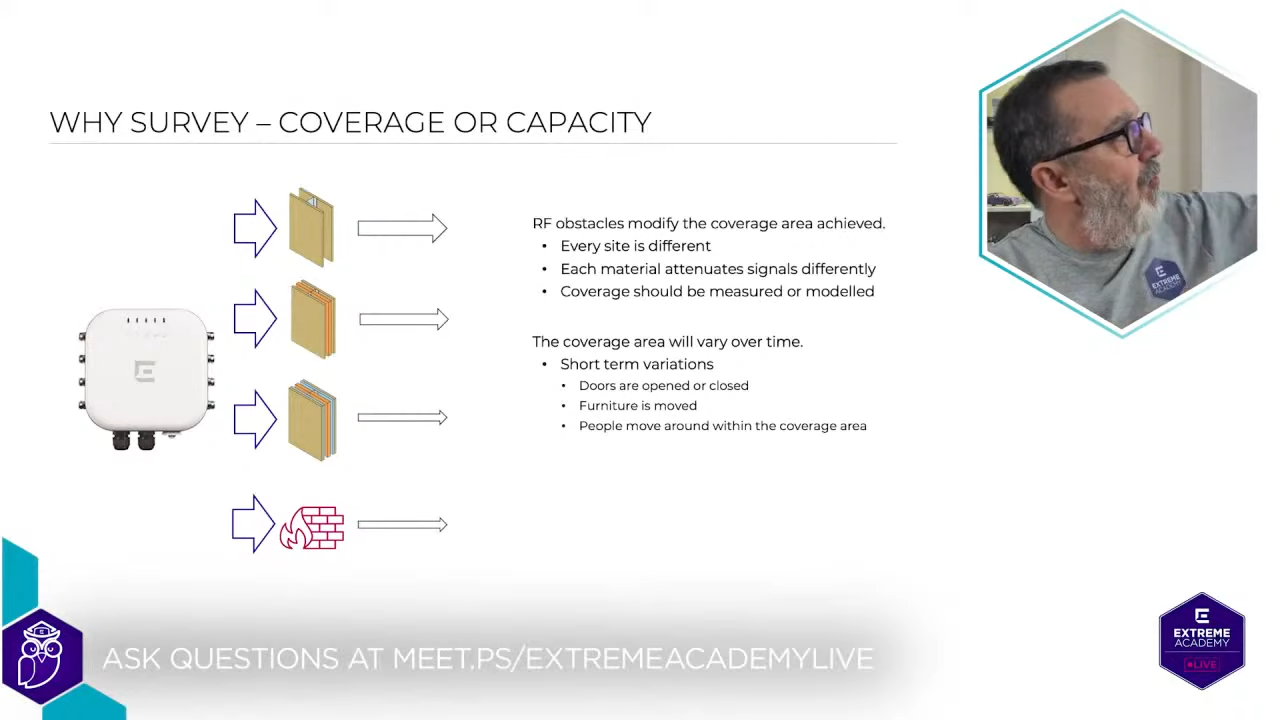 WHY SURVEY – COVERAGE OR CAPACITY
RF obstacles modify the coverage area achieved.
• Every site is different
• Each material attenuates signals differently
• Coverage should be measured or modelled
The coverage area will vary over time.
• Short term variations
• Doors are opened or closed
• Furniture is moved
• People move around within the coverage area
EXTREME
ACADEMY
ASK QUESTIONS AT MEET.PS/EXTREMEACADEMYLIVE
EXTREME
ACADEMY
LIVE